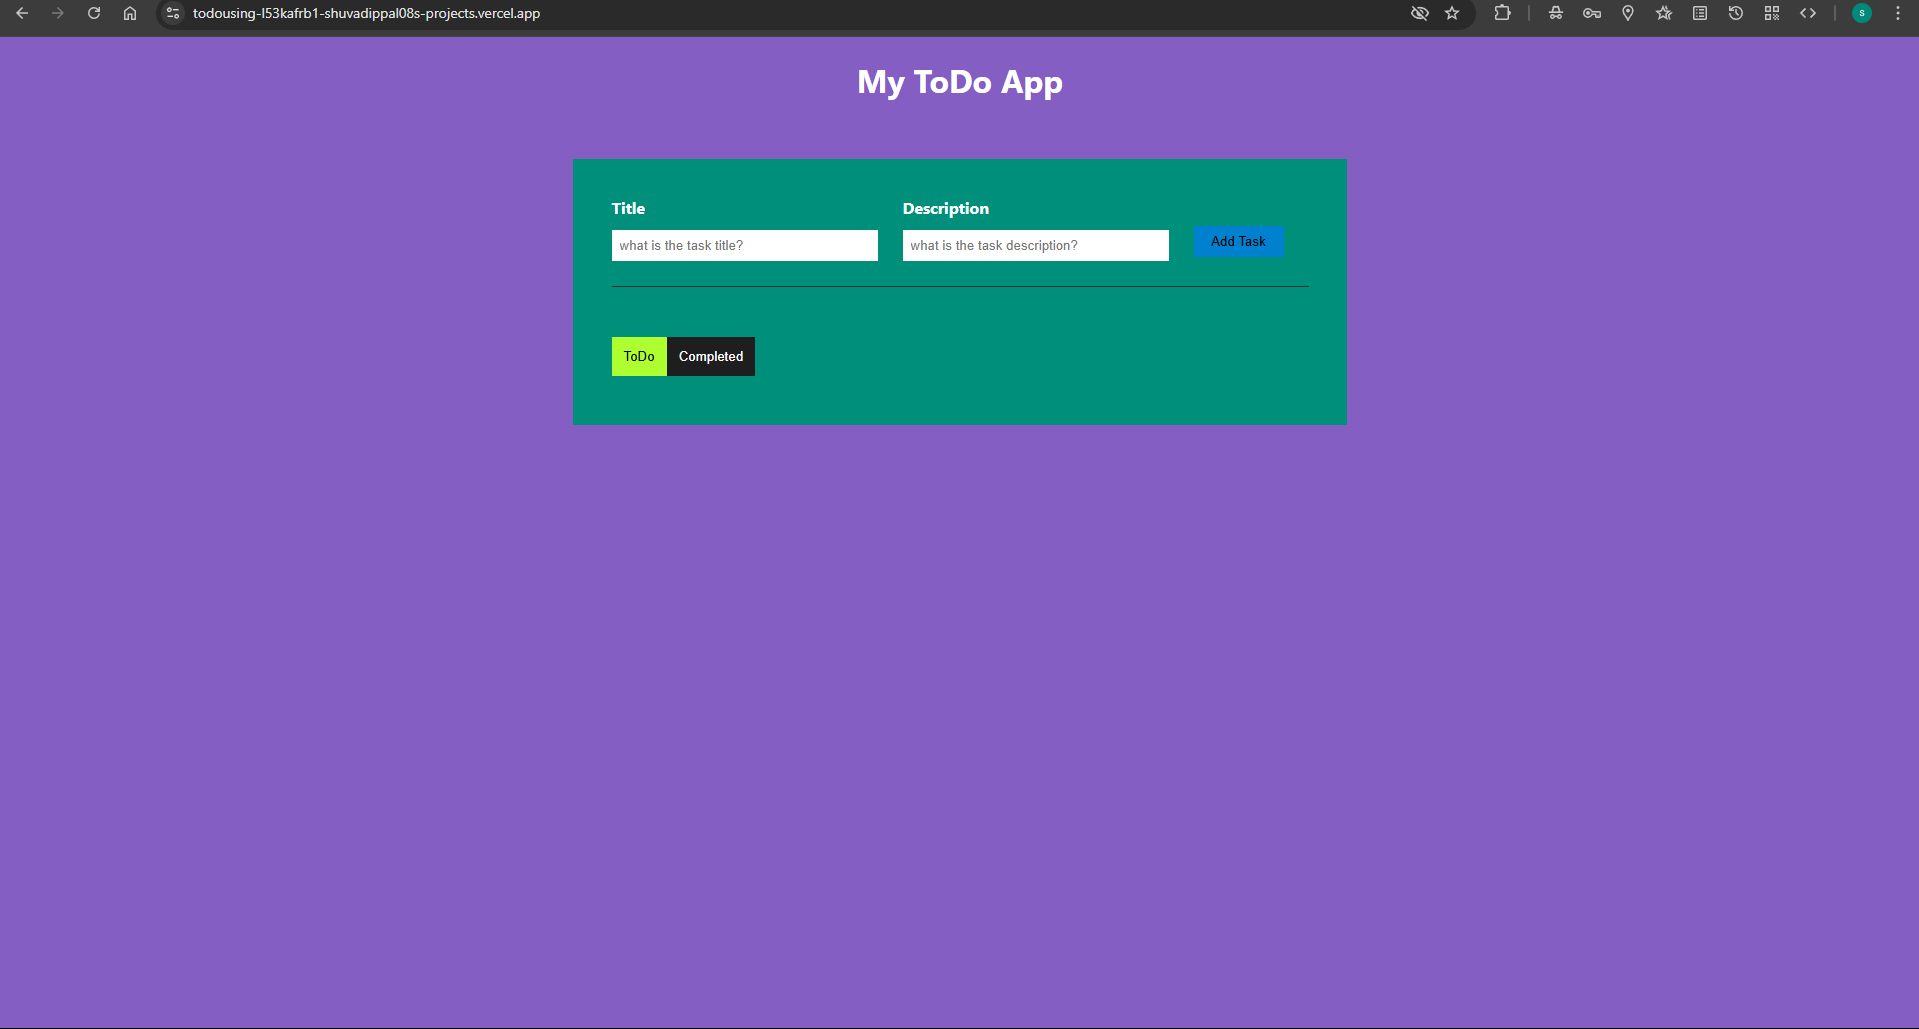 todousing-l53kafrb1-shuvadippal08s-projects.vercel.app
S
My ToDo App
Title
Description
what is the task title?
what is the task description?
Add Task
ToDo
Completed